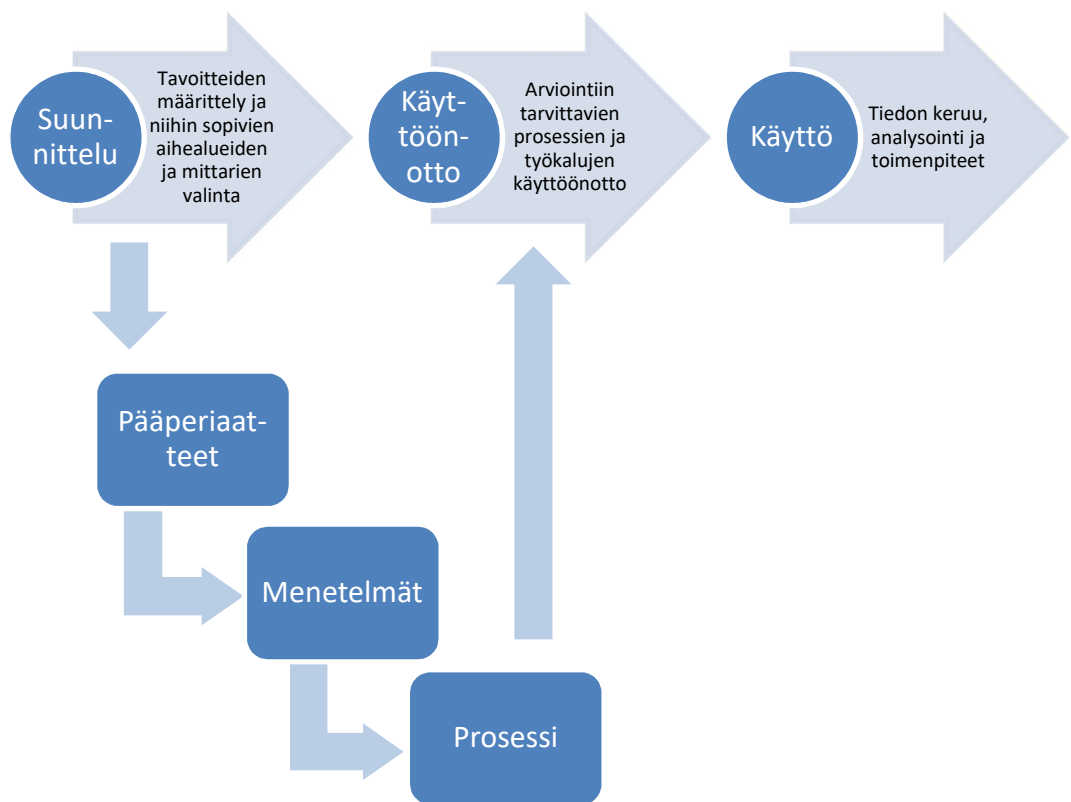 Suun-
nittelu
Tavoitteiden
määrittely ja
niihin sopivien
aihealueiden
ja mittarien
valinta
Käyt-
töön-
otto
Arviointiin
tarvittavien
prosessien ja
työkalujen
käyttöönotto
Käyttö
Tiedon keruu,
analysointi ja
toimenpiteet
Pääperiaat-
teet
Menetelmät
Prosessi